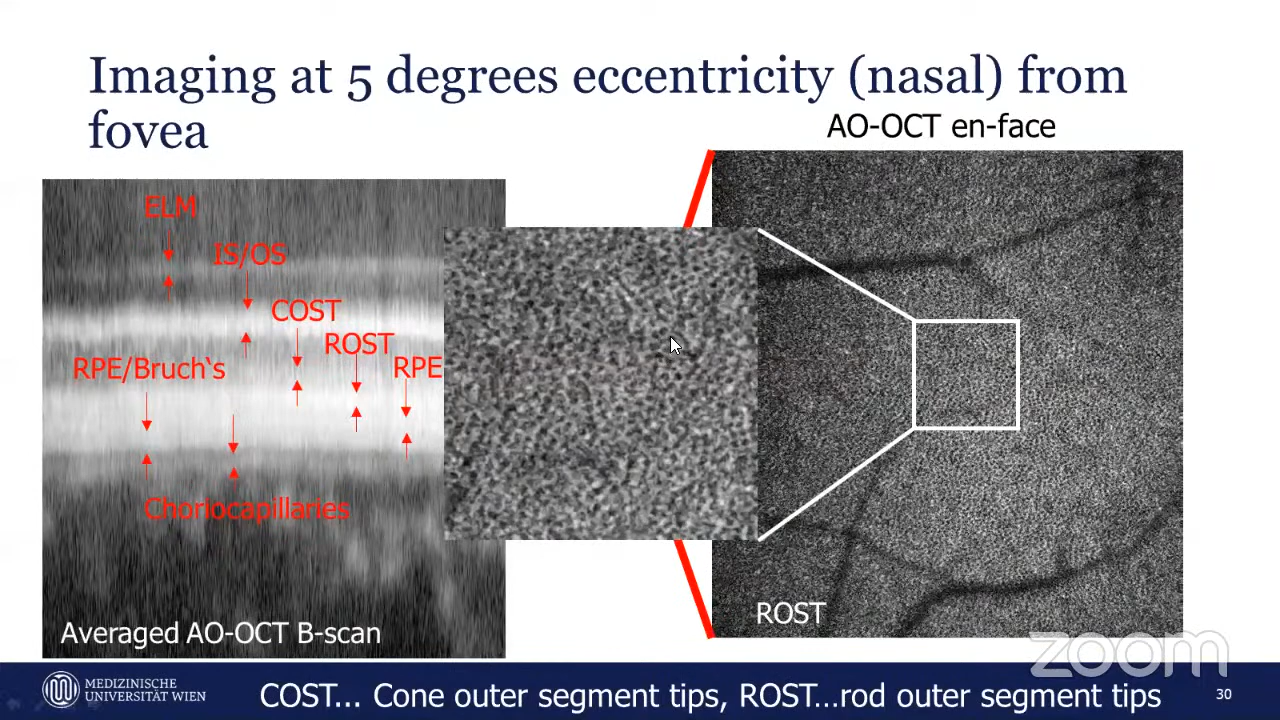 Imaging at 5 degrees eccentricity (nasal) from
fovea
AO-OCT en-face
ELM
IS/OS
COST
ROST
RPE/Bruch‘s
RPE
Chorlocapillaries
Averaged AO-OCT B-scan
ROST
zoom
MEDIZINISCHE
UNIVERSITÄT WIEN
COST... Cone outer segment tips, ROST…rod outer segment tips
30